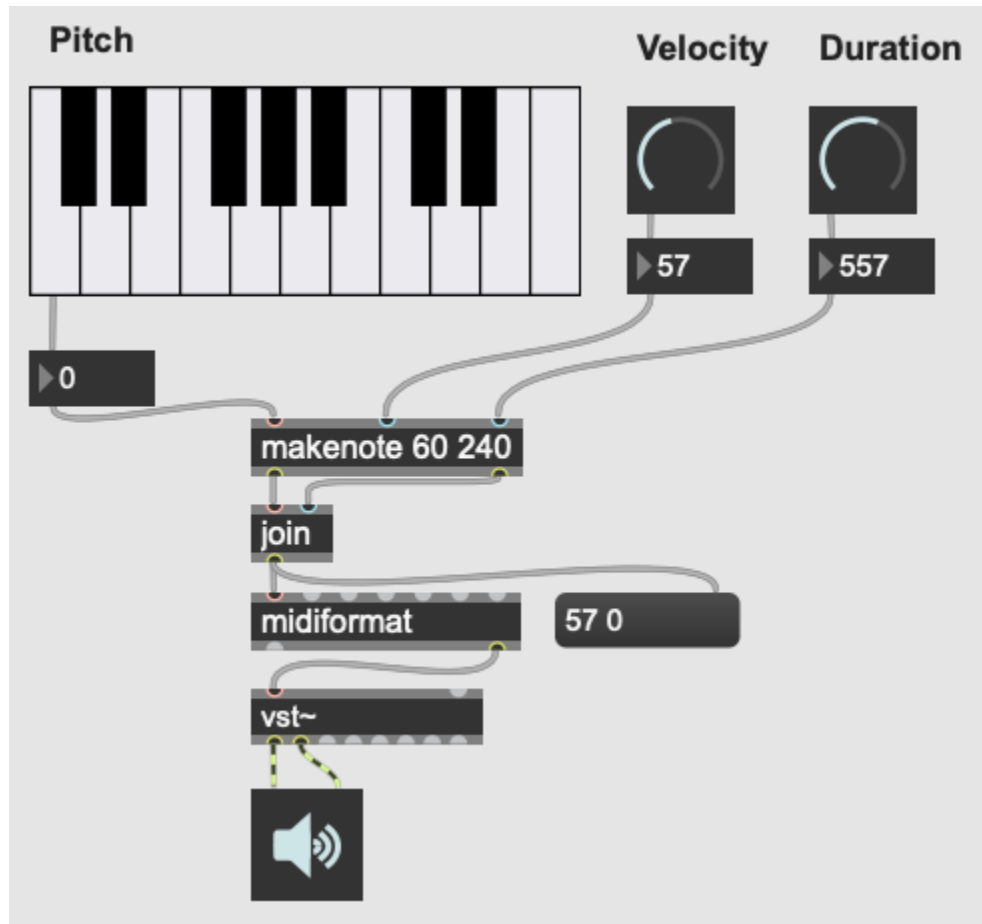 Pitch
Velocity
Duration
57
557
0
makenote 60 240
join
midiformat
57 0
vst~